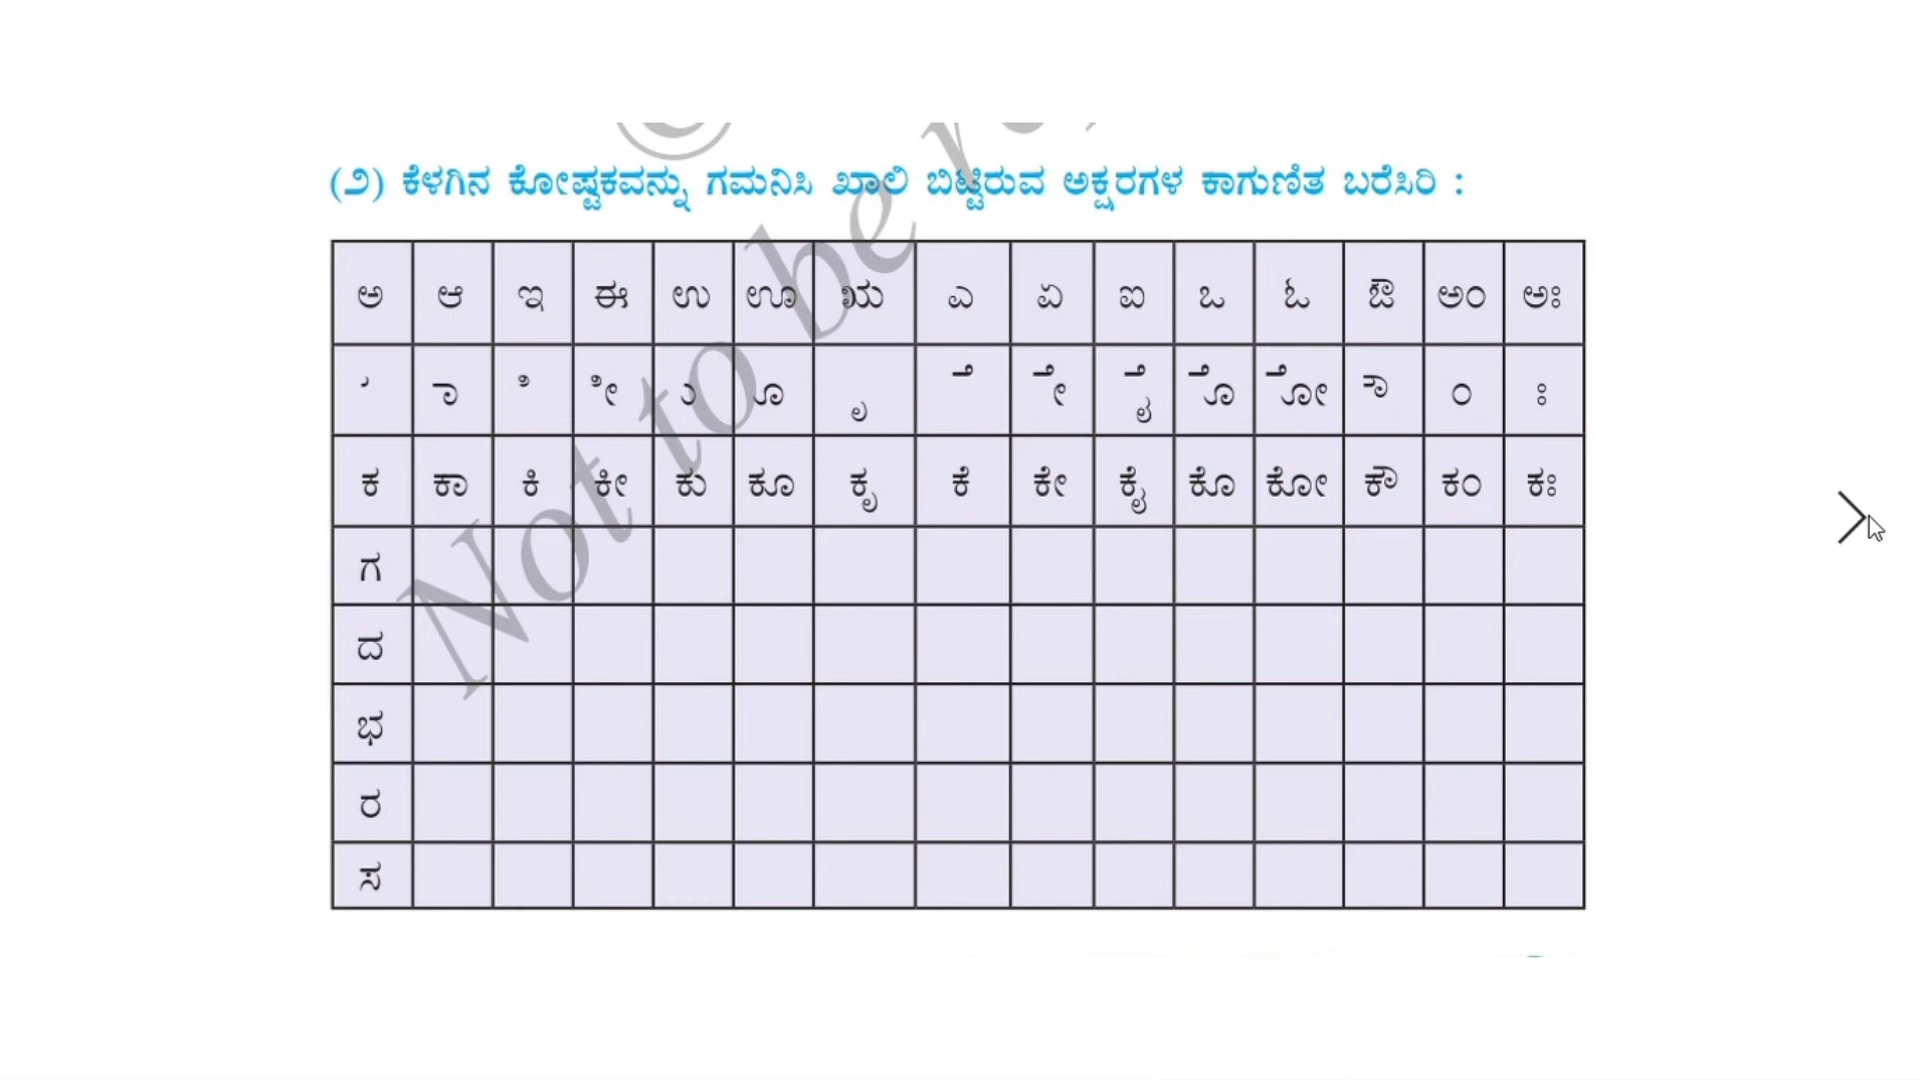 (೨) ಕೆಳಗಿನ ಕೋಷ್ಟಕವನ್ನು ಗಮನಿಸಿ ಖಾಲಿ ಬಿಟ್ಟಿರುವ ಅಕ್ಷರಗಳ ಕಾಗುಣಿತ ಬರೆಸಿರಿ :
ಅ ಆ ಇ ಈ ಉ ಊ ಋ ಎ ಏ ಐ ಒ ಓ ಔ ಅಂ ಅಃ
ಾ ಿ ೀ ು ೂ ೃ ೆ ೇ ೈ ೊ ೋ ೌ ಂ ಃ
ಕ ಕಾ ಕಿ ಕೀ ಕು ಕೂ ಕೃ ಕೆ ಕೇ ಕೈ ಕೊ ಕೋ ಕೌ ಕಂ ಕಃ
ಗ
ದ
ಭ
ರ
ಸ
Not to be